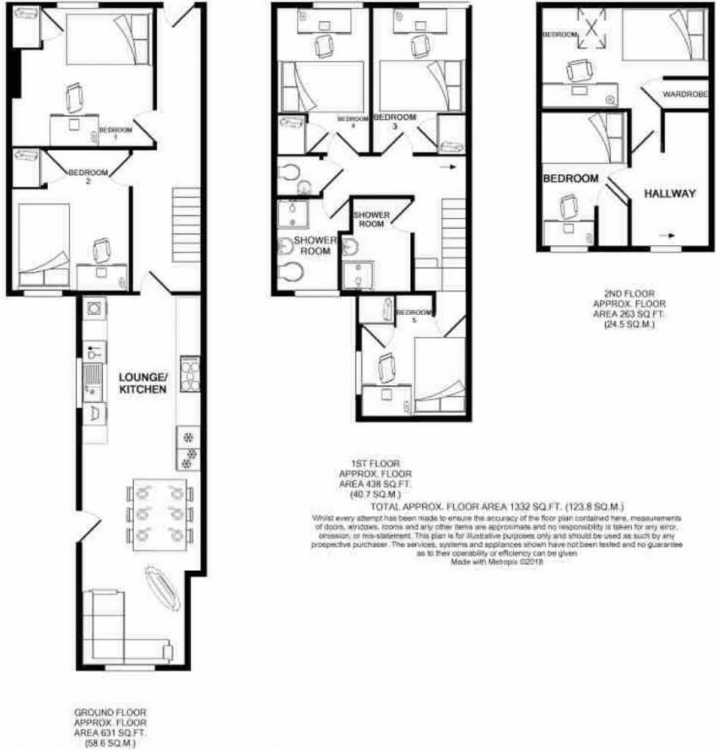 BEDROOM
1
BEDROOM
2
LOUNGE/
KITCHEN
GROUND FLOOR
APPROX. FLOOR
AREA 631 SQ.FT.
(58.6 SQ.M.)
BEDROOM
4
BEDROOM
3
SHOWER
ROOM
SHOWER
ROOM
BEDROOM
5
1ST FLOOR
APPROX. FLOOR
AREA 438 SQ.FT.
(40.7 SQ.M.)
BEDROOM
WARDROBE
BEDROOM
HALLWAY
2ND FLOOR
APPROX. FLOOR
AREA 263 SQ.FT.
(24.5 SQ.M.)
TOTAL APPROX. FLOOR AREA 1332 SQ.FT. (123.8 SQ.M.)
Whilst every attempt has been made to ensure the accuracy of the floor plan contained here, measurements
of doors, windows, rooms and any other items are approximate and no responsibility is taken for any error,
omission, or mis-statement. This plan is for illustrative purposes only and should be used as such by any
prospective purchaser. The services, systems and appliances shown have not been tested and no guarantee
as to their operability or efficiency can be given
Made with Metropix ©2018